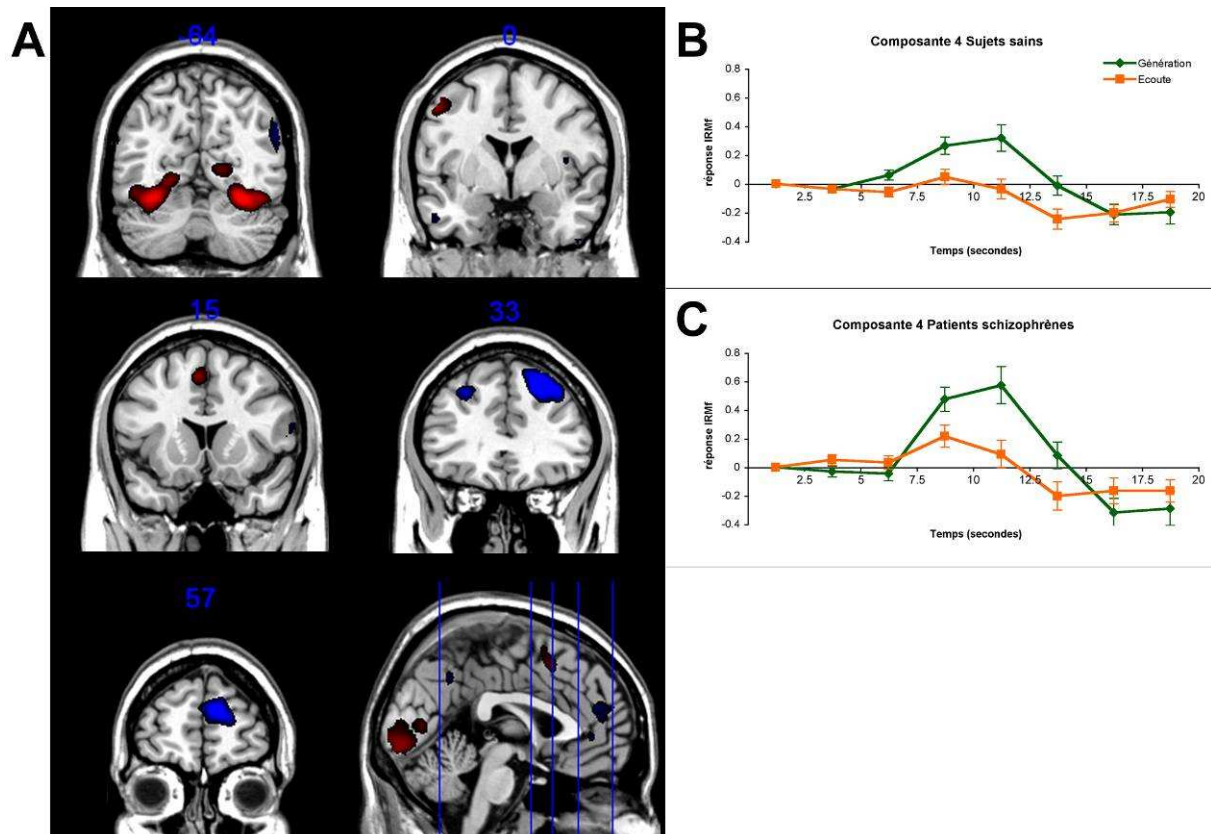 A
-64
0
15
33
57
B
Composante 4 Sujets sains
Génération
Ecoute
réponse IRMf
0.8
0.6
0.4
0.2
0
-0.2
-0.4
2.5 5 7.5 10 12.5 15 17.5 20
Temps (secondes)
C
Composante 4 Patients schizophrènes
réponse IRMf
0.8
0.6
0.4
0.2
0
-0.2
-0.4
2.5 5 7.5 10 12.5 15 17.5 20
Temps (secondes)